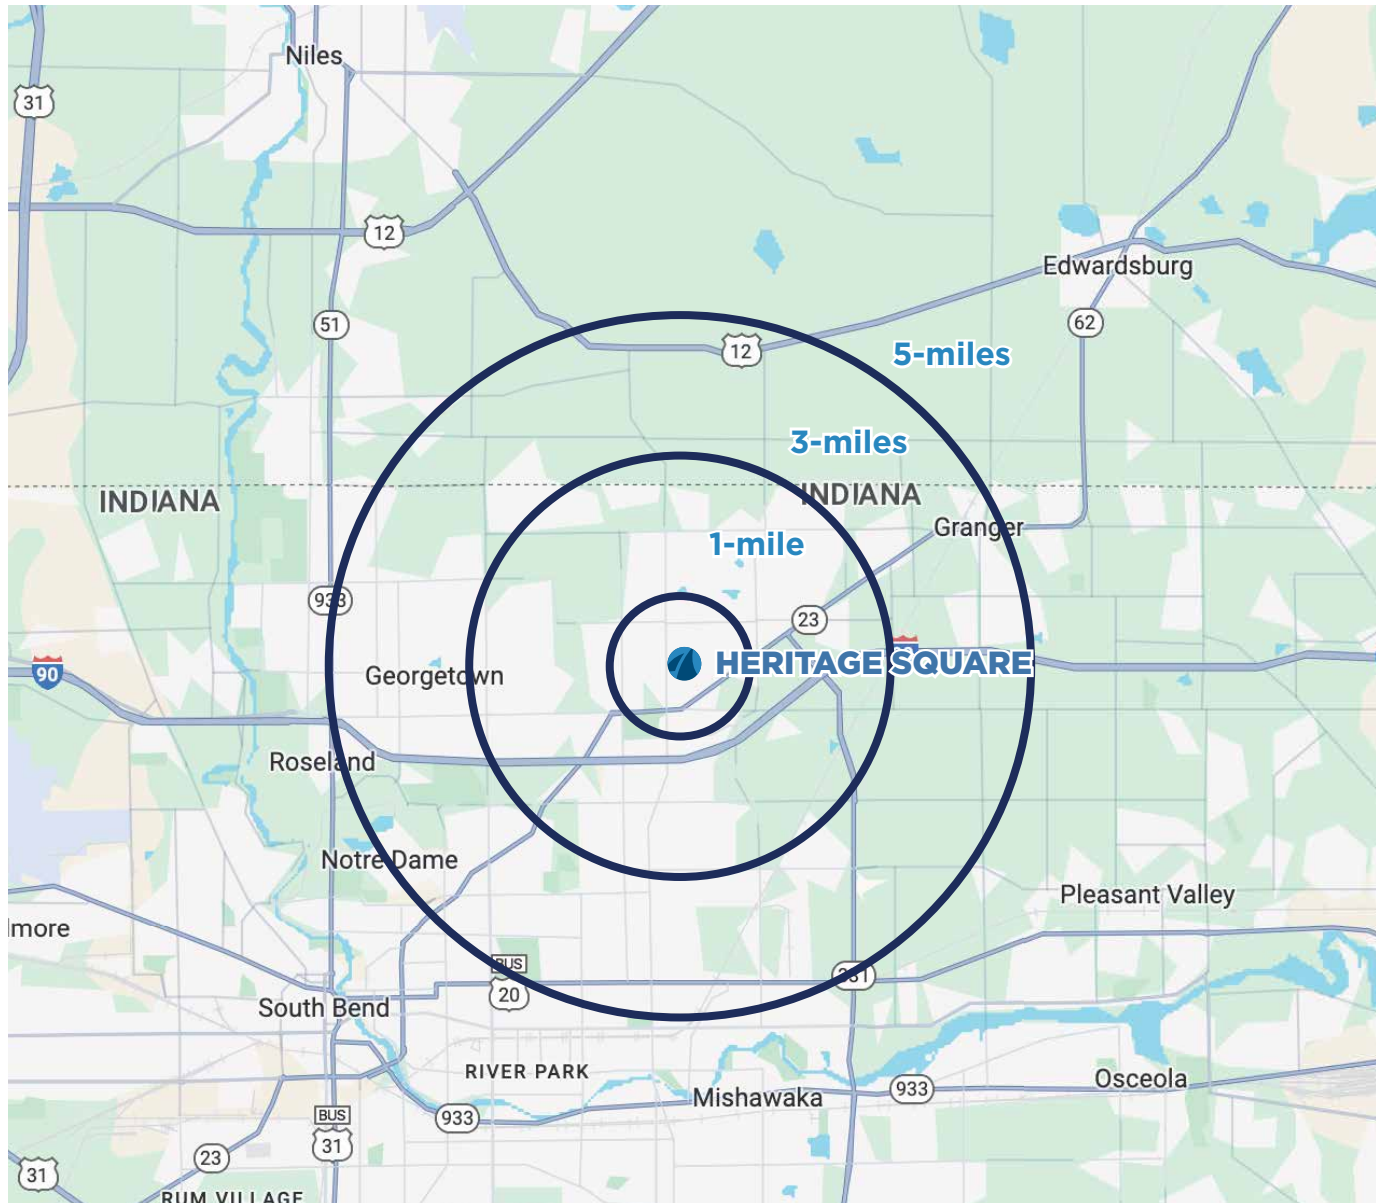 Niles
31
12
Edwardsburg
51
62
12
5-miles
3-miles
INDIANA
INDIANA
Granger
1-mile
933
23
90
HERITAGE SQUARE
Georgetown
Roseland
Notre Dame
Pleasant Valley
lmore
BUS
20
331
South Bend
RIVER PARK
Osceola
933
Mishawaka
933
BUS
31
23
31
RUM VILLAGE